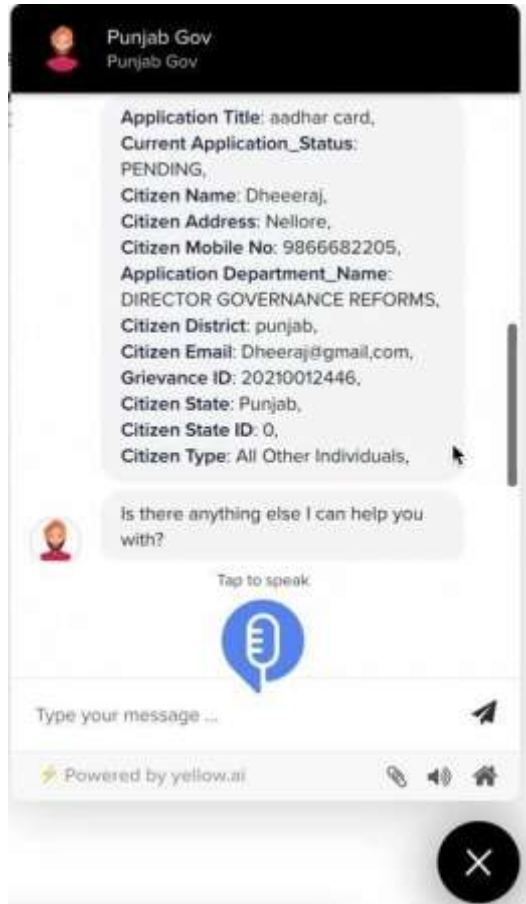 Punjab Gov
Punjab Gov
Application Title: aadhar card,
Current Application_Status:
PENDING,
Citizen Name: Dheeeraj,
Citizen Address: Nellore,
Citizen Mobile No: 9866682205,
Application Department_Name:
DIRECTOR GOVERNANCE REFORMS,
Citizen District: punjab,
Citizen Email: Dheeraj@gmail,com,
Grievance ID: 20210012446,
Citizen State: Punjab,
Citizen State ID: 0,
Citizen Type: All Other Individuals,
Is there anything else I can help you
with?
Tap to speak
Type your message ...
Powered by yellow.ai